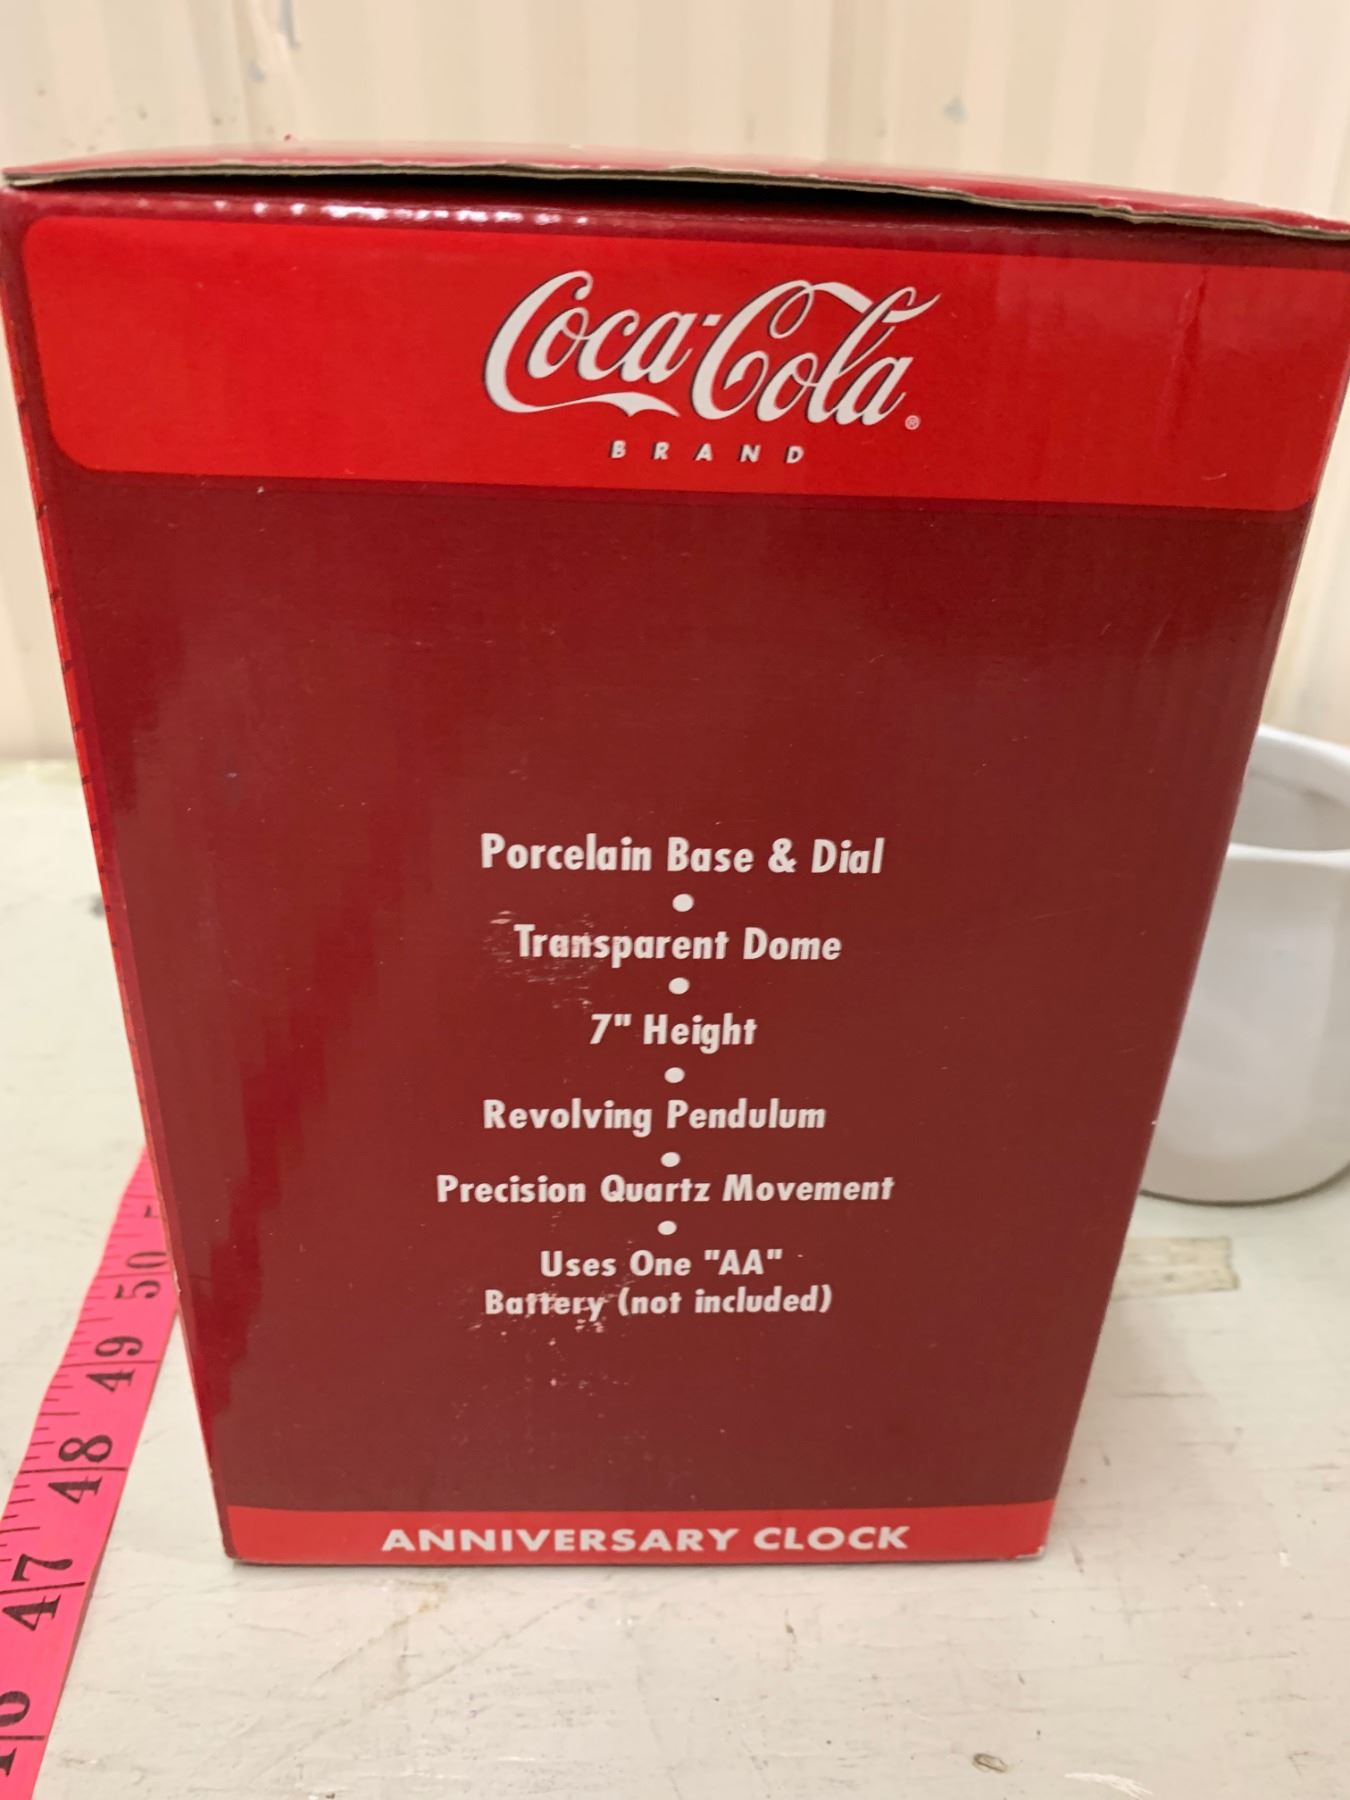 Coca-Cola®
BRAND
Porcelain Base & Dial
•
Transparent Dome
•
7" Height
•
Revolving Pendulum
•
Precision Quartz Movement
•
Uses One "AA"
Battery (not included)
ANNIVERSARY CLOCK
50
49
48
47